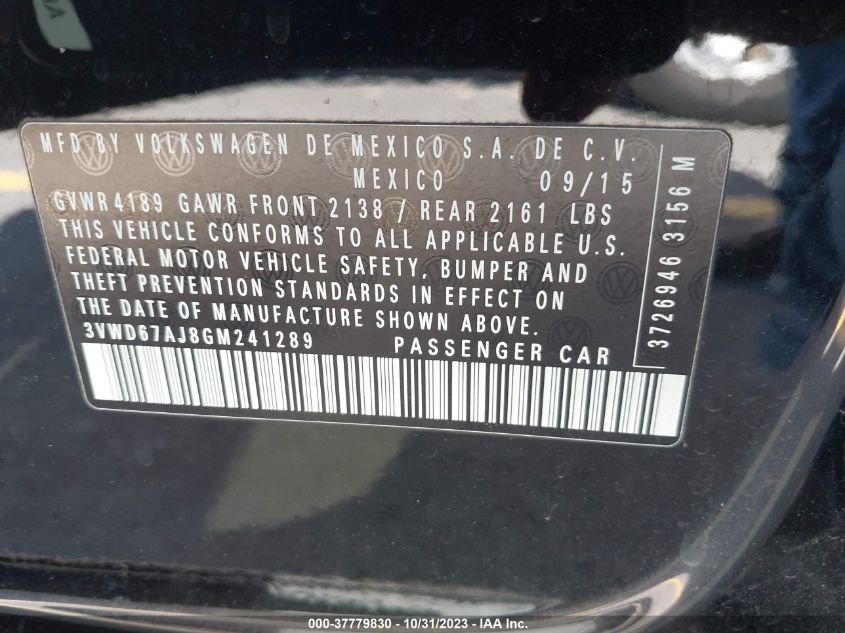 MFD BY VOLKSWAGEN DE MEXICO S.A. DE C.V.
MEXICO 09/15
GVWR 4189 GAWR FRONT 2138 / REAR 2161 LBS
THIS VEHICLE CONFORMS TO ALL APPLICABLE U.S.
FEDERAL MOTOR VEHICLE SAFETY, BUMPER AND
THEFT PREVENTION STANDARDS IN EFFECT ON
THE DATE OF MANUFACTURE SHOWN ABOVE.
3VWD67AJ8GM241289 PASSENGER CAR
3726946 3156 M
000-37779830 - 10/31/2023 - IAA Inc.